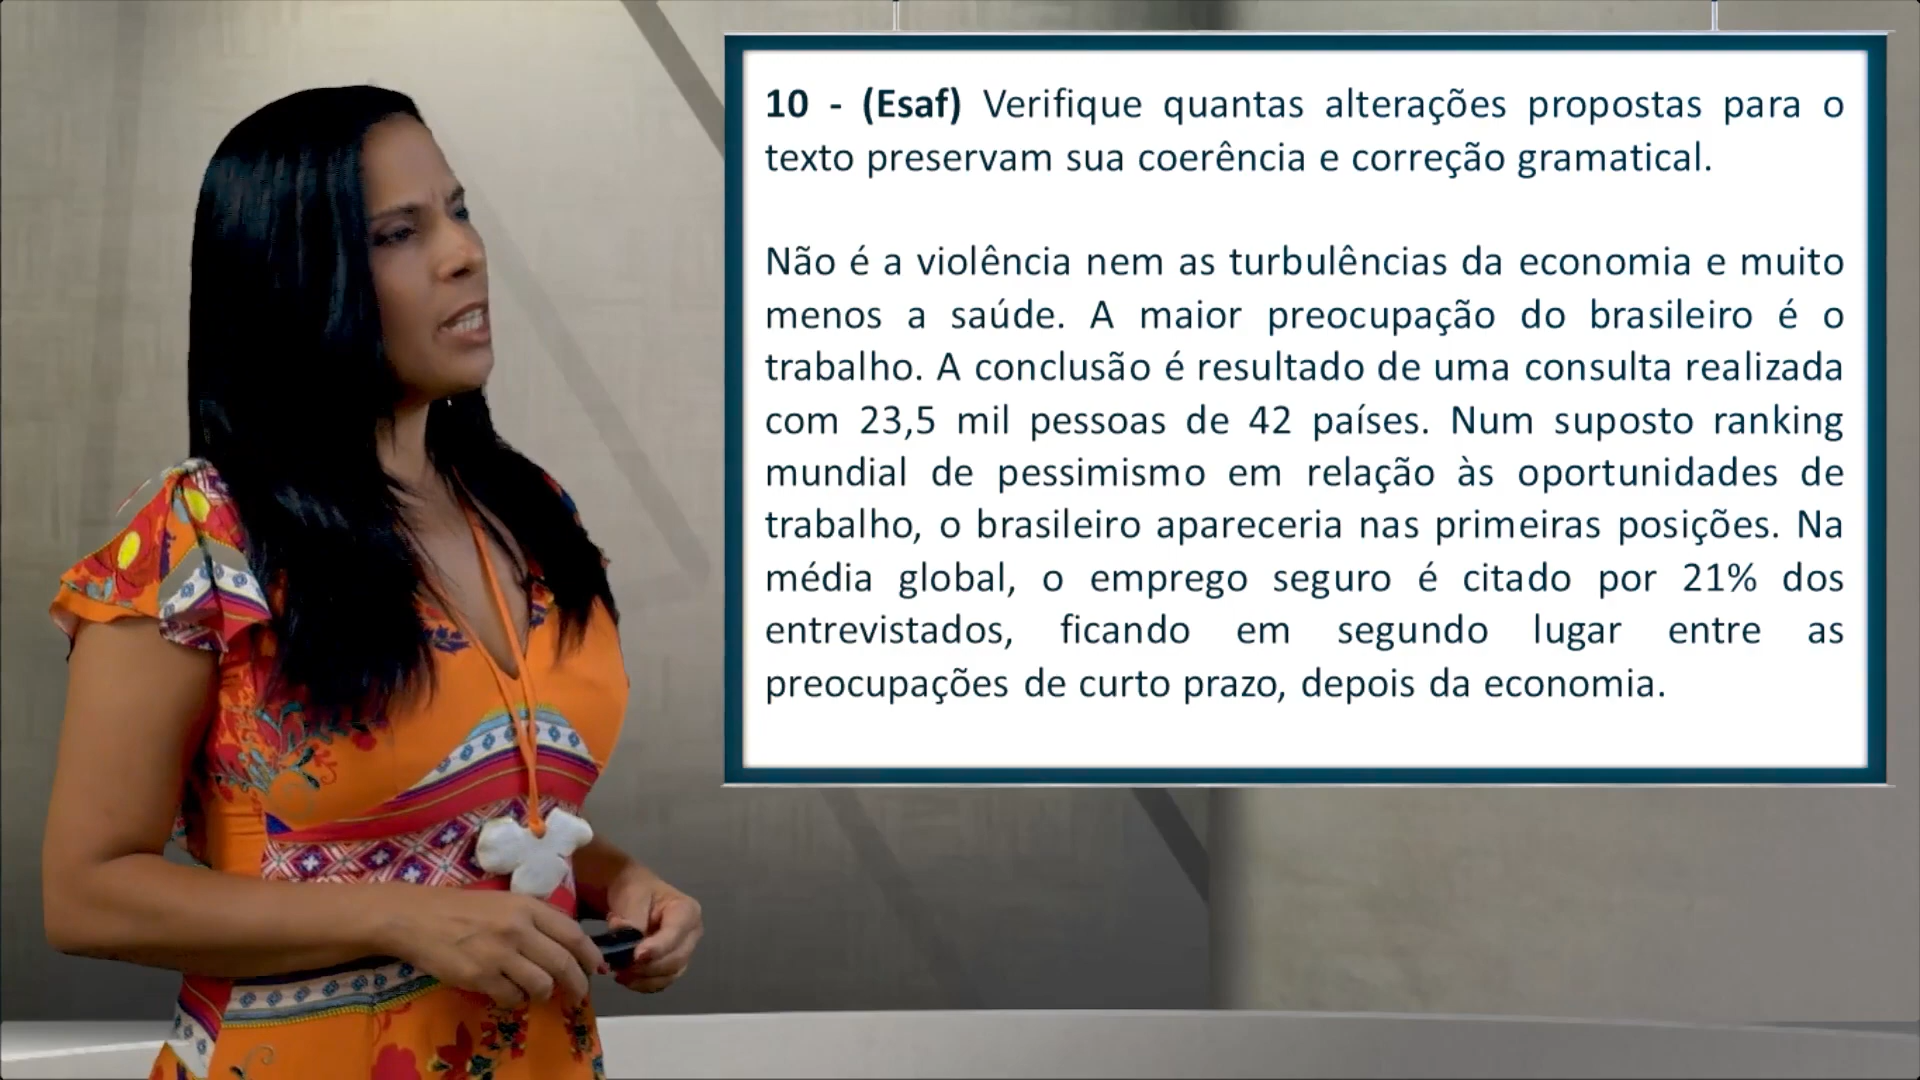 10 - (Esaf) Verifique quantas alterações propostas para o
texto preservam sua coerência e correção gramatical.
Não é a violência nem as turbulências da economia e muito
menos a saúde. A maior preocupação do brasileiro é o
trabalho. A conclusão é resultado de uma consulta realizada
com 23,5 mil pessoas de 42 países. Num suposto ranking
mundial de pessimismo em relação às oportunidades de
trabalho, o brasileiro apareceria nas primeiras posições. Na
média global, o emprego seguro é citado por 21% dos
entrevistados, ficando em segundo lugar entre as
preocupações de curto prazo, depois da economia.